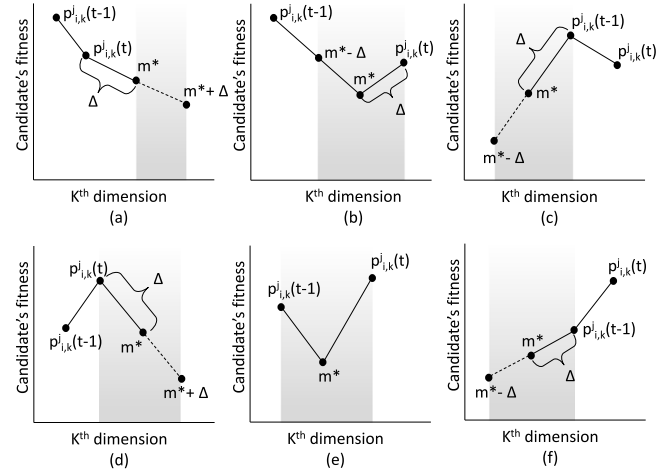 Candidate's fitness
p^j_{i,k}(t-1)
p^j_{i,k}(t)
m*
m*+ Δ
Δ
K^th dimension
(a)
Candidate's fitness
p^j_{i,k}(t-1)
m*- Δ
p^j_{i,k}(t)
m*
Δ
K^th dimension
(b)
Candidate's fitness
p^j_{i,k}(t-1)
Δ
p^j_{i,k}(t)
m*
m*- Δ
K^th dimension
(c)
Candidate's fitness
p^j_{i,k}(t)
Δ
p^j_{i,k}(t-1)
m*
m*+ Δ
K^th dimension
(d)
Candidate's fitness
p^j_{i,k}(t)
p^j_{i,k}(t-1)
m*
K^th dimension
(e)
Candidate's fitness
p^j_{i,k}(t)
p^j_{i,k}(t-1)
m*
Δ
m*- Δ
K^th dimension
(f)